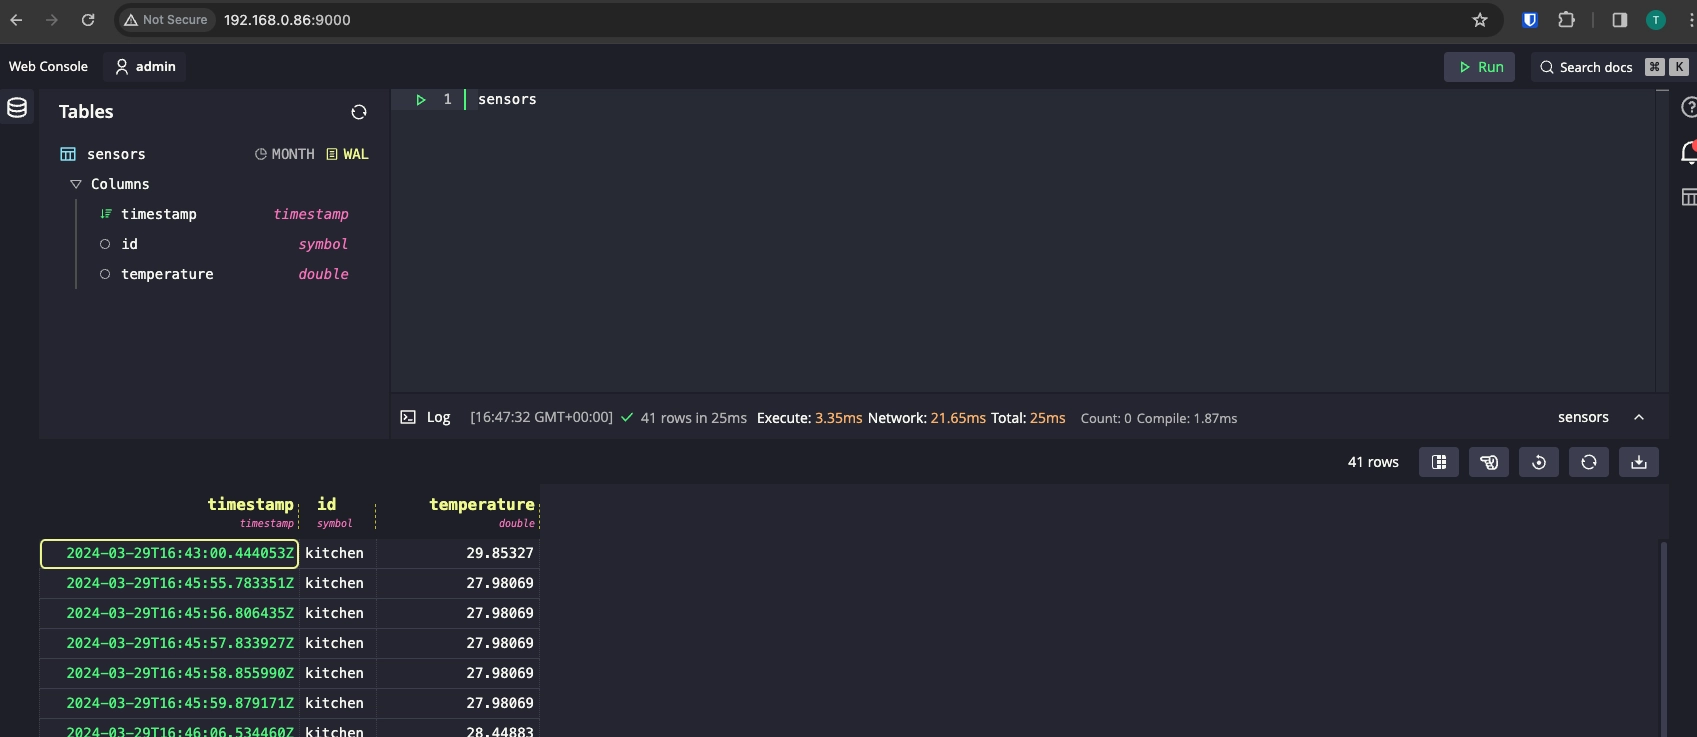 Not Secure 192.168.0.86:9000 T
Web Console admin Run Search docs ⌘ K
Tables
sensors MONTH WAL
Columns
timestamp timestamp
id symbol
temperature double
1 sensors
Log [16:47:32 GMT+00:00] 41 rows in 25ms Execute: 3.35ms Network: 21.65ms Total: 25ms Count: 0 Compile: 1.87ms sensors
41 rows
timestamp id temperature
timestamp symbol double
2024-03-29T16:43:00.444053Z kitchen 29.85327
2024-03-29T16:45:55.783351Z kitchen 27.98069
2024-03-29T16:45:56.806435Z kitchen 27.98069
2024-03-29T16:45:57.833927Z kitchen 27.98069
2024-03-29T16:45:58.855990Z kitchen 27.98069
2024-03-29T16:45:59.879171Z kitchen 27.98069
2024-03-29T16:46:06.534460Z kitchen 28.44883